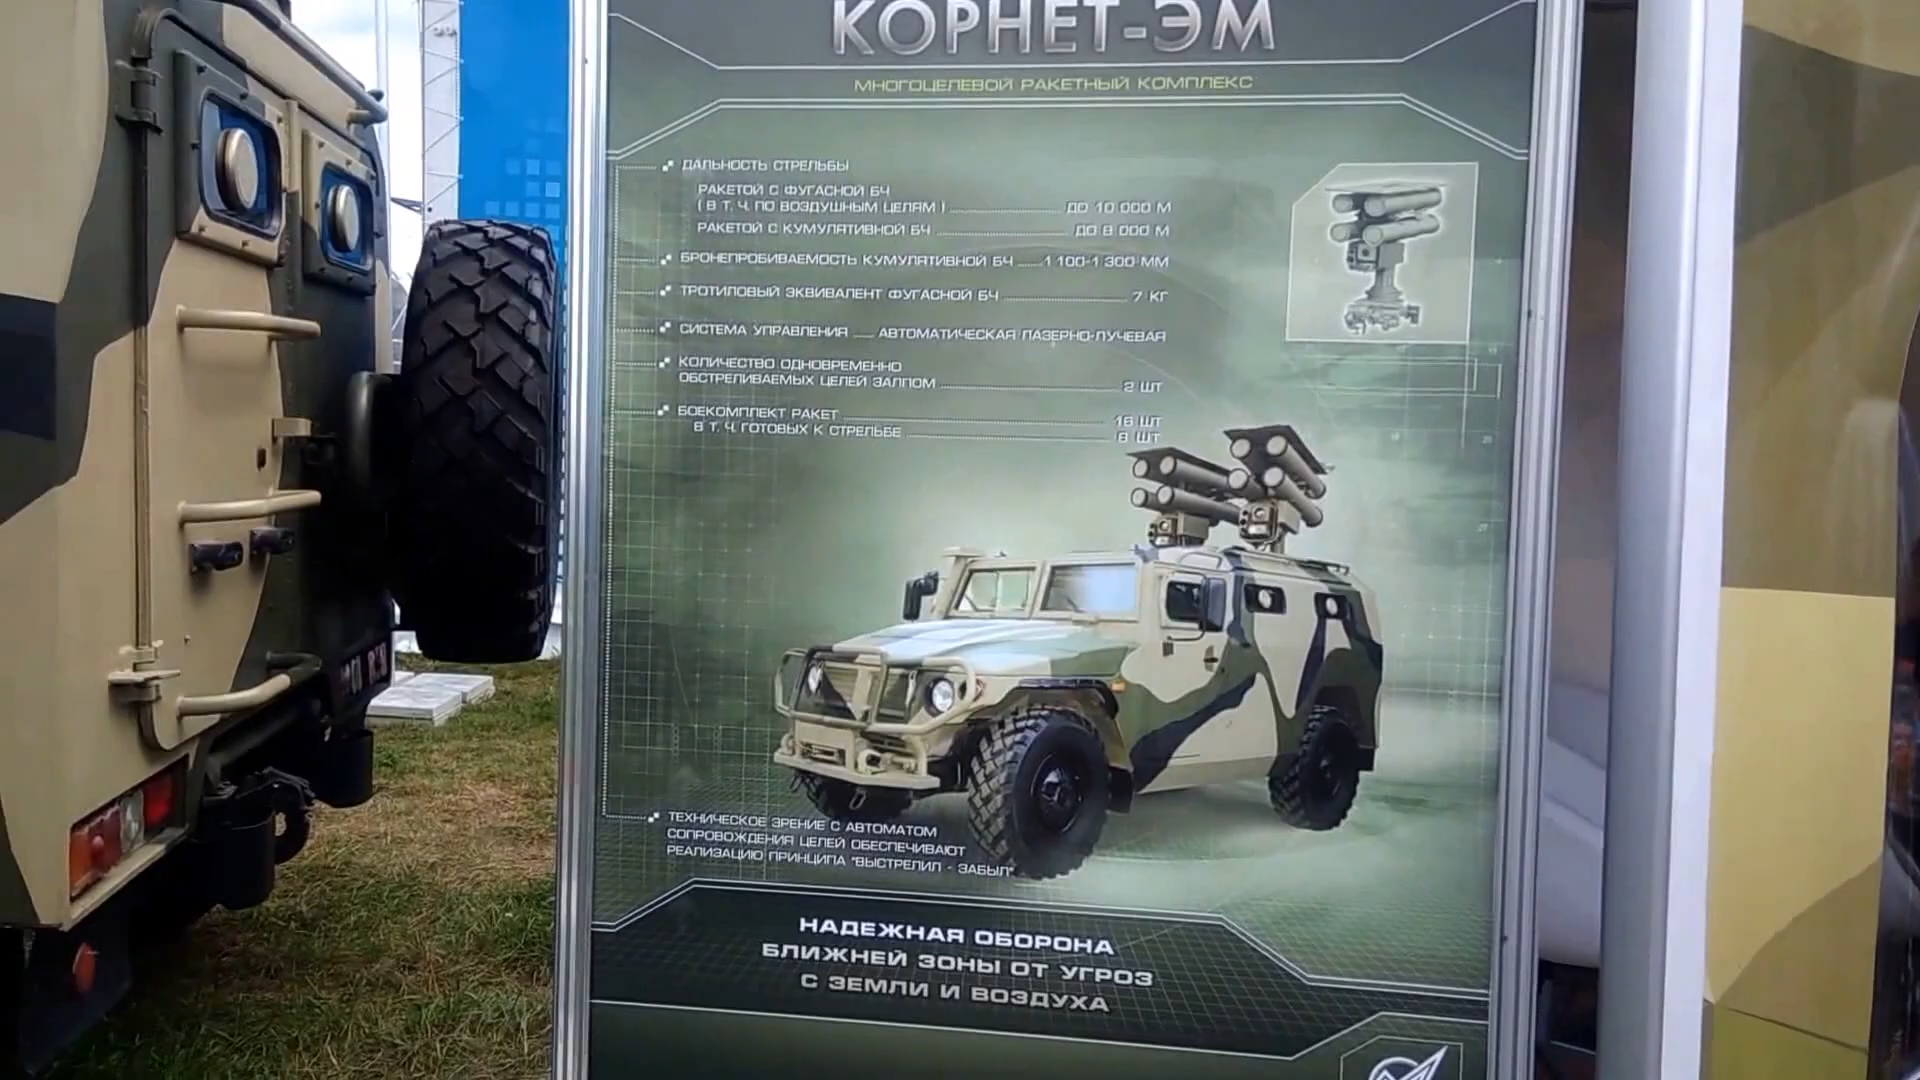 КОРНЕТ-ЭМ
МНОГОЦЕЛЕВОЙ РАКЕТНЫЙ КОМПЛЕКС
ДАЛЬНОСТЬ СТРЕЛЬБЫ
РАКЕТОЙ С ФУГАСНОЙ БЧ
( В Т. Ч. ПО ВОЗДУШНЫМ ЦЕЛЯМ ) ДО 10 000 М
РАКЕТОЙ С КУМУЛЯТИВНОЙ БЧ ДО 8 000 М
БРОНЕПРОБИВАЕМОСТЬ КУМУЛЯТИВНОЙ БЧ 1 100-1 300 ММ
ТРОТИЛОВЫЙ ЭКВИВАЛЕНТ ФУГАСНОЙ БЧ 7 КГ
СИСТЕМА УПРАВЛЕНИЯ АВТОМАТИЧЕСКАЯ ЛАЗЕРНО-ЛУЧЕВАЯ
КОЛИЧЕСТВО ОДНОВРЕМЕННО
ОБСТРЕЛИВАЕМЫХ ЦЕЛЕЙ ЗАЛПОМ 2 ШТ
БОЕКОМПЛЕКТ РАКЕТ 16 ШТ
В Т. Ч. ГОТОВЫХ К СТРЕЛЬБЕ 8 ШТ
ТЕХНИЧЕСКОЕ ЗРЕНИЕ С АВТОМАТОМ
СОПРОВОЖДЕНИЯ ЦЕЛЕЙ ОБЕСПЕЧИВАЮТ
РЕАЛИЗАЦИЮ ПРИНЦИПА "ВЫСТРЕЛИЛ - ЗАБЫЛ"
НАДЕЖНАЯ ОБОРОНА
БЛИЖНЕЙ ЗОНЫ ОТ УГРОЗ
С ЗЕМЛИ И ВОЗДУХА